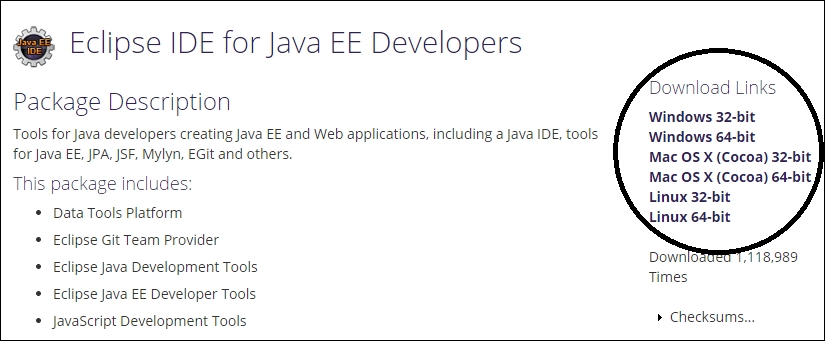 Java EE
IDE
Eclipse IDE for Java EE Developers
Package Description
Tools for Java developers creating Java EE and Web applications, including a Java IDE, tools
for Java EE, JPA, JSF, Mylyn, EGit and others.
This package includes:
• Data Tools Platform
• Eclipse Git Team Provider
• Eclipse Java Development Tools
• Eclipse Java EE Developer Tools
• JavaScript Development Tools
Download Links
Windows 32-bit
Windows 64-bit
Mac OS X (Cocoa) 32-bit
Mac OS X (Cocoa) 64-bit
Linux 32-bit
Linux 64-bit
Downloaded 1,118,989
Times
Checksums...